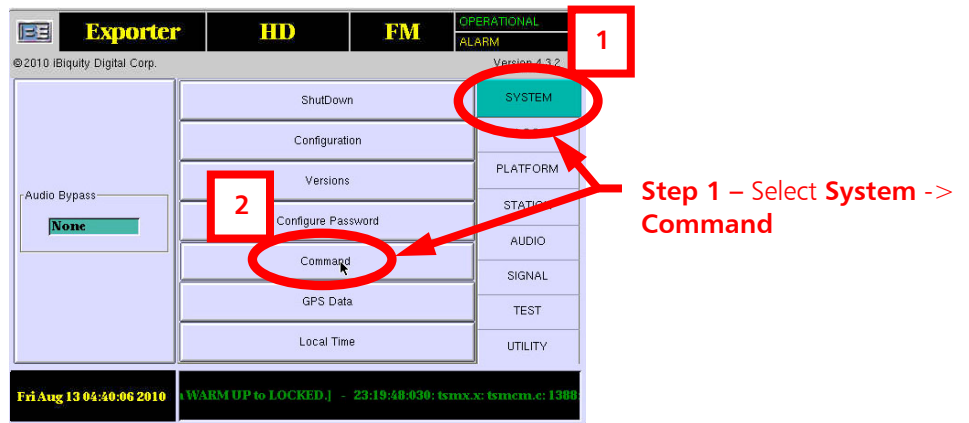 Exporter HD FM OPERATIONAL
ALARM
1
©2010 iBiquity Digital Corp. Version 4.3.2
ShutDown
SYSTEM
Configuration
Versions
PLATFORM
Audio Bypass
None
2
Configure Password
STATION
AUDIO
Command
SIGNAL
GPS Data
TEST
Local Time
UTILITY
Step 1 – Select System ->
Command
Fri Aug 13 04:40:06 2010
WARM UP to LOCKED.] - 23:19:48:030: tsmx.x: tsmcm.c: 1388